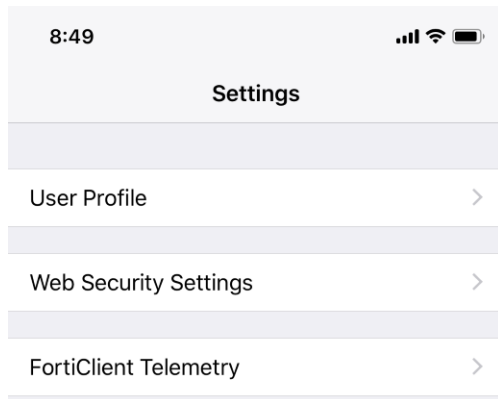 8:49
Settings
User Profile
Web Security Settings
FortiClient Telemetry